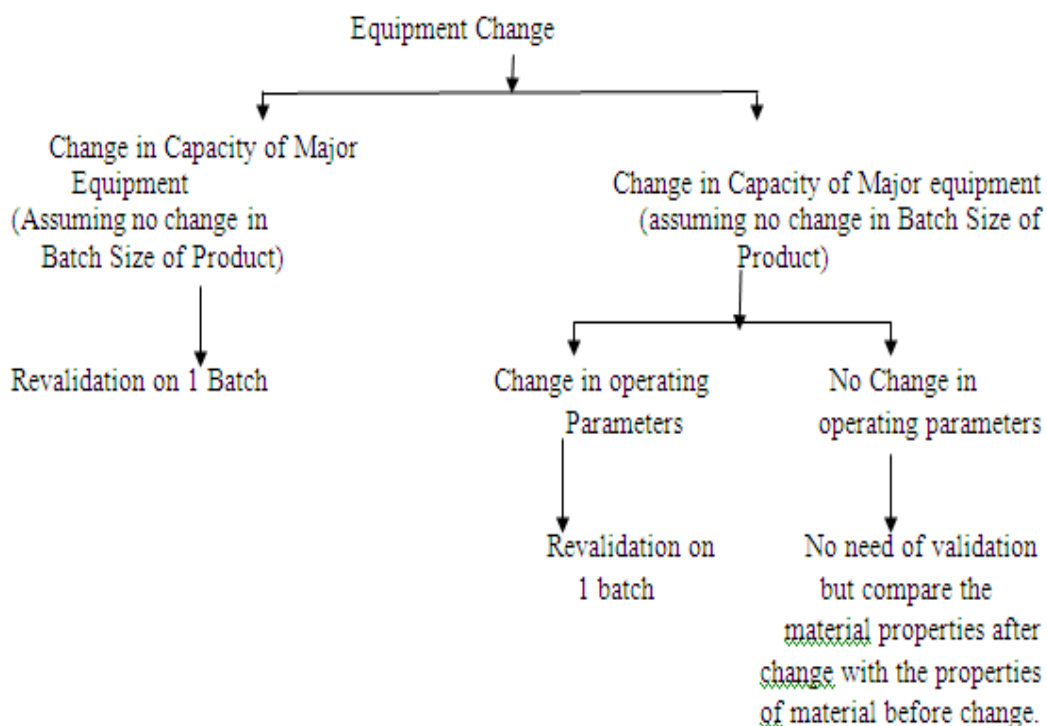 Equipment Change
Change in Capacity of Major
Equipment
(Assuming no change in
Batch Size of Product)
Revalidation on 1 Batch
Change in Capacity of Major equipment
(assuming no change in Batch Size of
Product)
Change in operating
Parameters
Revalidation on
1 batch
No Change in
operating parameters
No need of validation
but compare the
material properties after
change with the properties
of material before change.